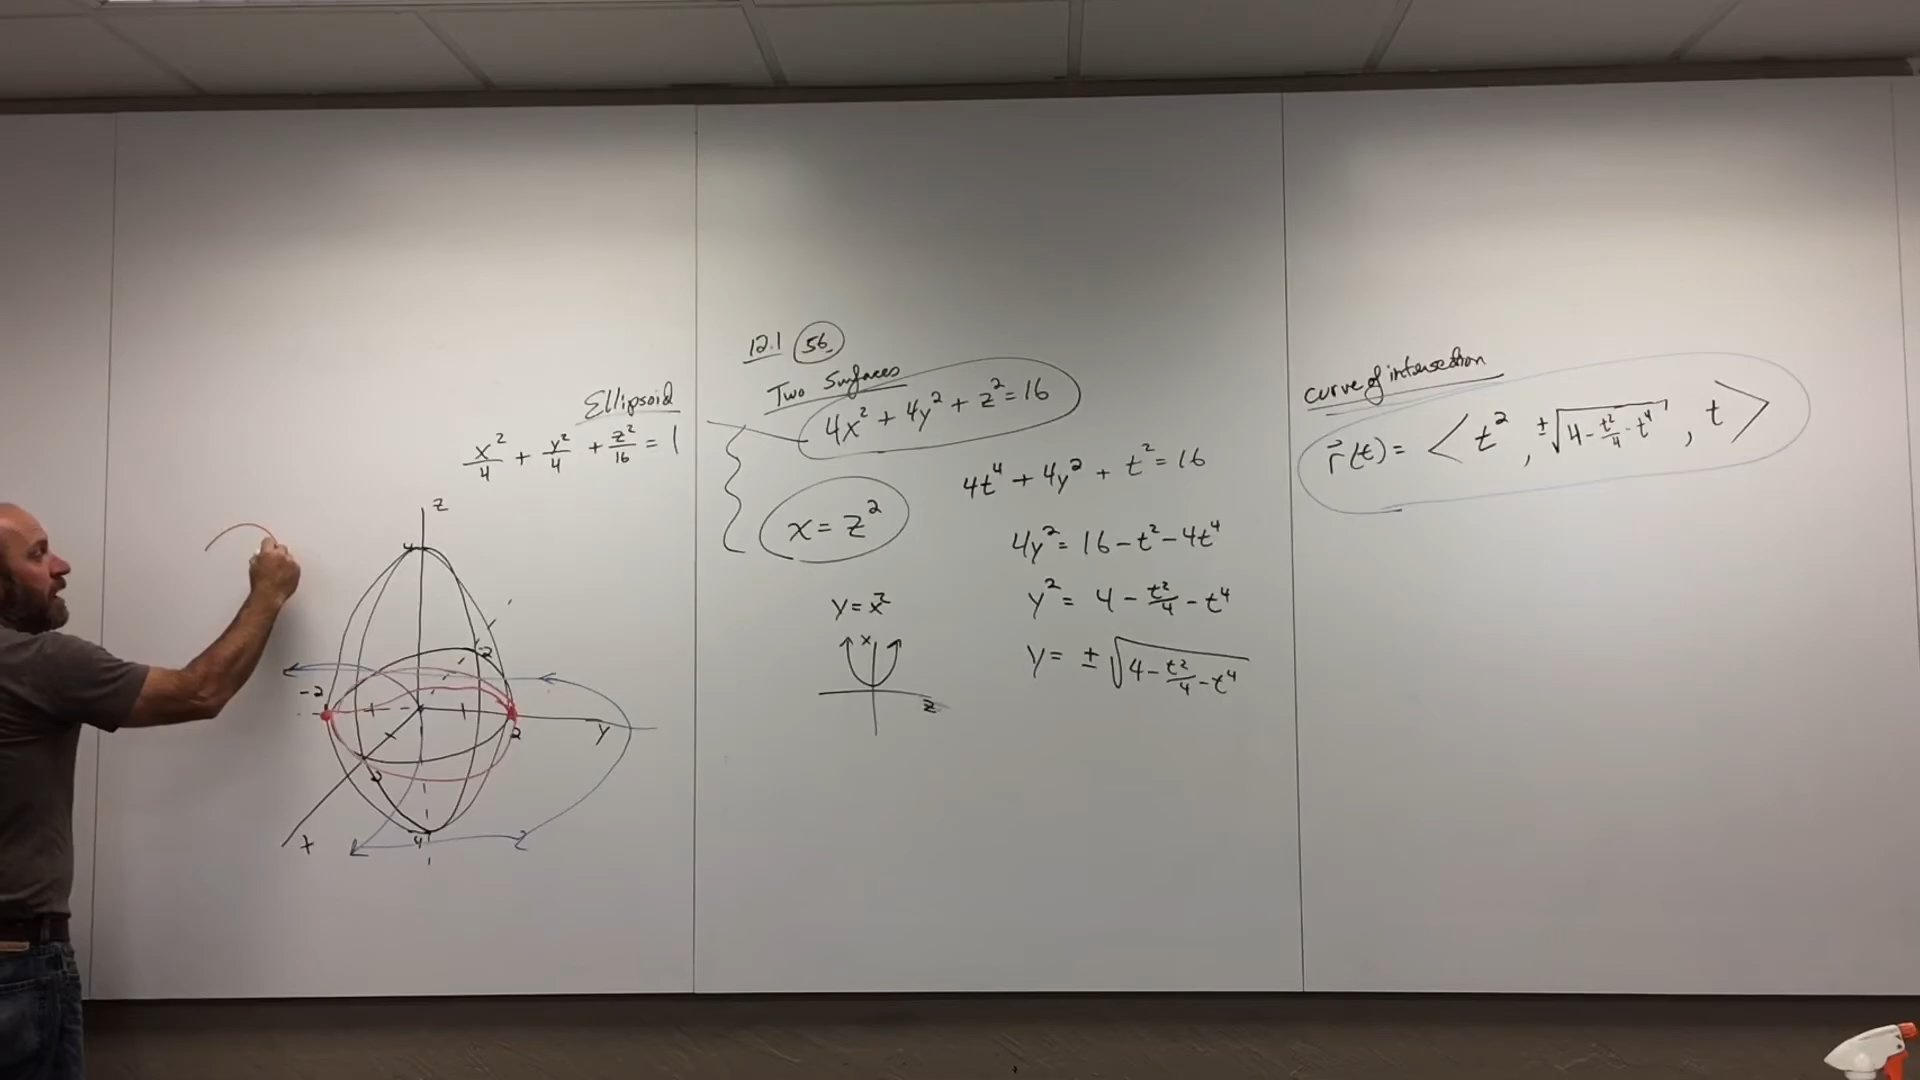 Ellipsoid
x²/4 + y²/4 + z²/16 = 1
z
4
-2
-2
2
y
x
4
12.1 56.
Two Surfaces
4x² + 4y² + z² = 16
x = z²
y = x²
x
z
4t⁴ + 4y² + t² = 16
4y² = 16 - t² - 4t⁴
y² = 4 - t²/4 - t⁴
y = ± √(4 - t²/4 - t⁴)
curve of intersection
r⃗(t) = < t², ±√(4 - t²/4 - t⁴), t >